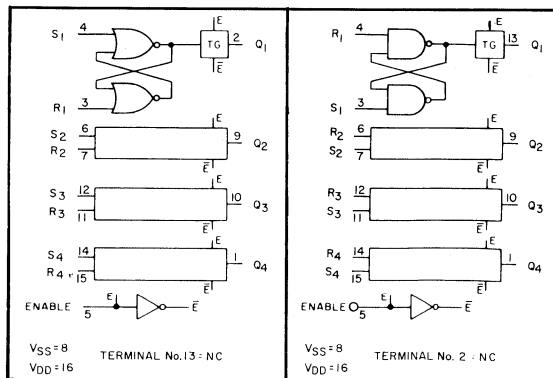 E
S1 4 TG 2 Q1
E̅
R1 3
E
S2 6 9 Q2
R2 7
E̅
E
S3 12 10 Q3
R3 11
E̅
E
S4 14 1 Q4
R4 15
E̅
E
ENABLE 5 E̅
VSS=8
VDD=16
TERMINAL No.13=NC
E
R1 4 TG 13 Q1
E̅
S1 3
E
R2 6 9 Q2
S2 7
E̅
E
R3 12 10 Q3
S3 11
E̅
E
R4 14 1 Q4
S4 15
E̅
E
ENABLE 5 E̅
VSS=8
VDD=16
TERMINAL No. 2=NC